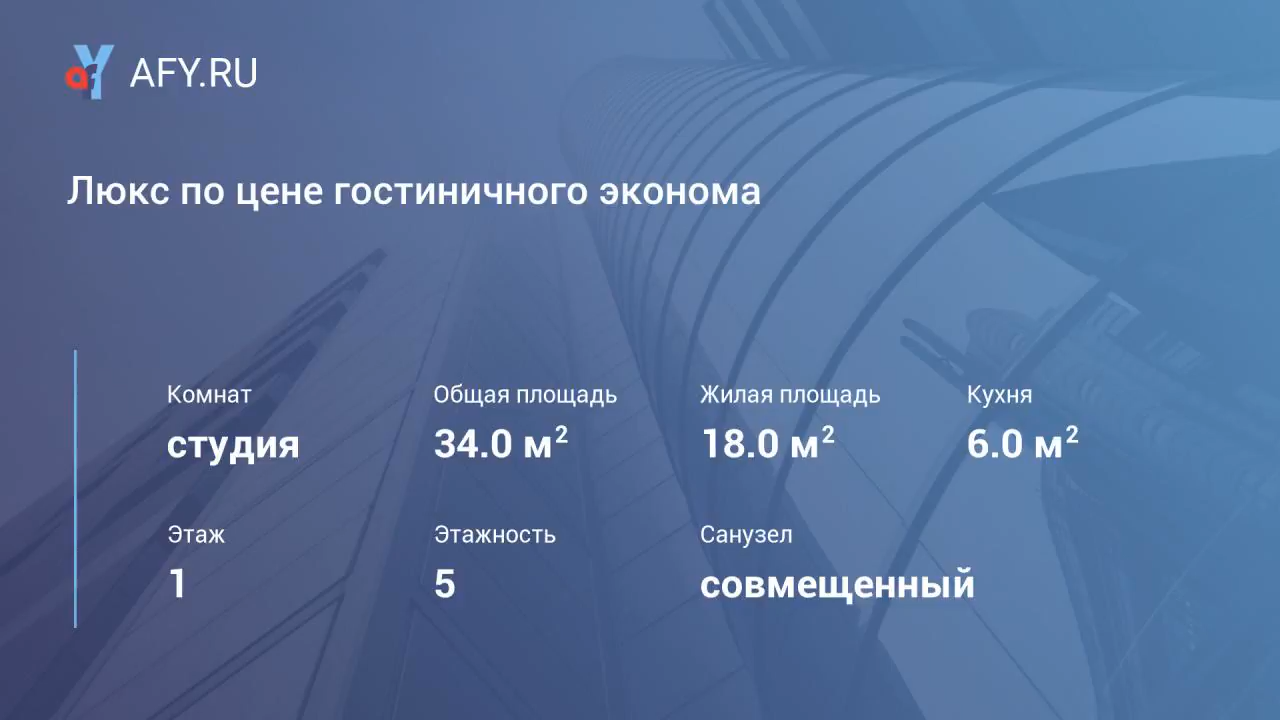 aY AFY.RU
Люкс по цене гостиничного эконома
Комнат Общая площадь Жилая площадь Кухня
студия 34.0 м² 18.0 м² 6.0 м²
Этаж Этажность Санузел
1 5 совмещенный